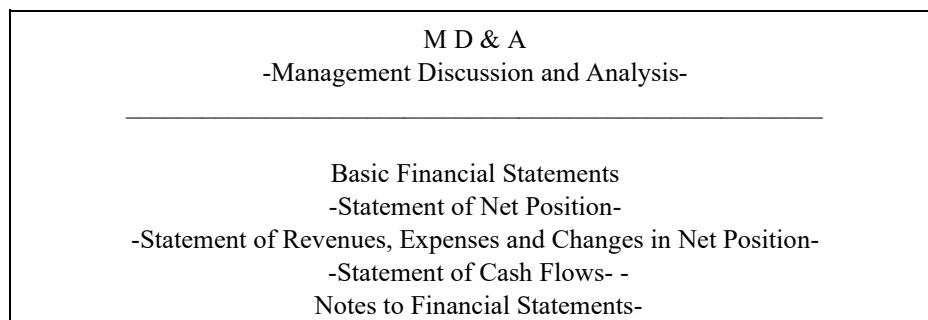 M D & A
-Management Discussion and Analysis-
Basic Financial Statements
-Statement of Net Position-
-Statement of Revenues, Expenses and Changes in Net Position-
-Statement of Cash Flows- -
Notes to Financial Statements-